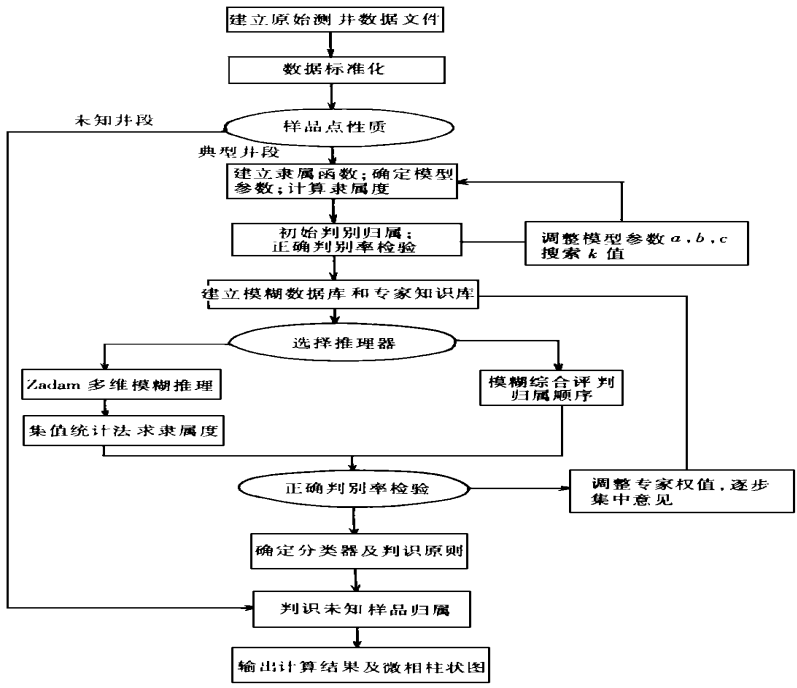 建立原始测井数据文件
数据标准化
未知井段
样品点性质
典型井段
建立隶属函数;确定模型
参数;计算隶属度
初始判别归属;
正确判别率检验
调整模型参数a,b,c
搜索k值
建立模糊数据库和专家知识库
选择推理器
Zadam多维模糊推理
模糊综合评判
归属顺序
集值统计法求隶属度
正确判别率检验
调整专家权值,逐步
集中意见
确定分类器及判识原则
判识未知样品归属
输出计算结果及微相柱状图